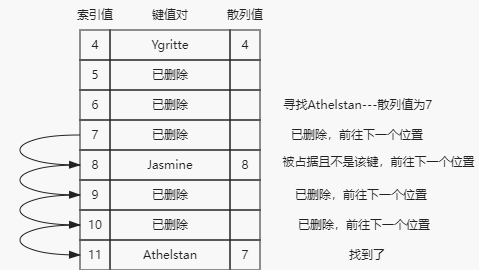 索引值 键值对 散列值
4 Ygritte 4
5 已删除
6 已删除 寻找Athelstan---散列值为7
7 已删除 已删除，前往下一个位置
8 Jasmine 8 被占据且不是该键，前往下一个位置
9 已删除 已删除，前往下一个位置
10 已删除 已删除，前往下一个位置
11 Athelstan 7 找到了